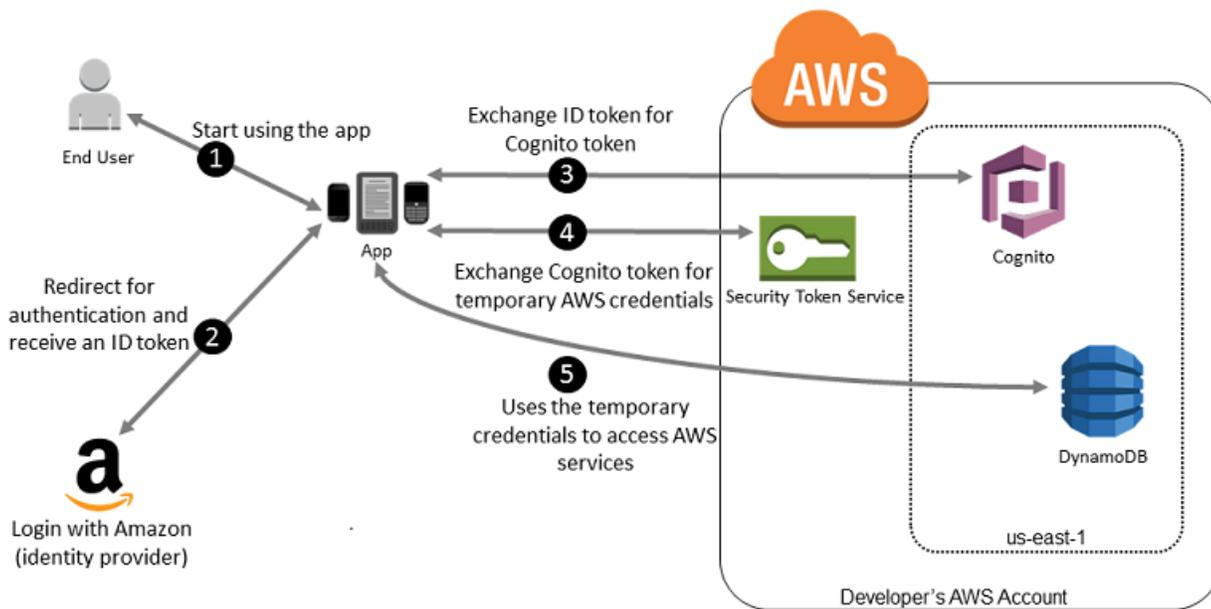 AWS
End User
Start using the app
1
Exchange ID token for
Cognito token
3
4
App
Exchange Cognito token for
temporary AWS credentials
Security Token Service
Cognito
Redirect for
authentication and
receive an ID token
2
5
Uses the temporary
credentials to access AWS
services
DynamoDB
a
Login with Amazon
(identity provider)
us-east-1
Developer's AWS Account